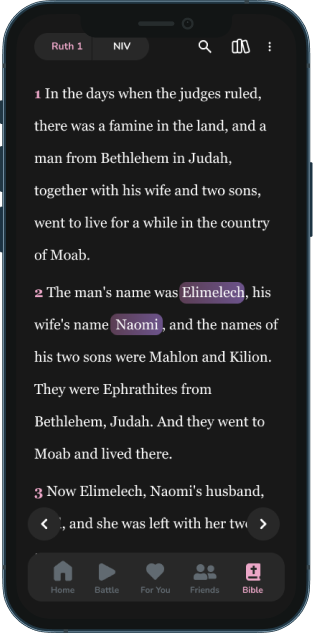 Ruth 1 NIV
1 In the days when the judges ruled,
there was a famine in the land, and a
man from Bethlehem in Judah,
together with his wife and two sons,
went to live for a while in the country
of Moab.
2 The man's name was Elimelech, his
wife's name Naomi, and the names of
his two sons were Mahlon and Kilion.
They were Ephrathites from
Bethlehem, Judah. And they went to
Moab and lived there.
3 Now Elimelech, Naomi's husband,
, and she was left with her
Home Battle For You Friends Bible